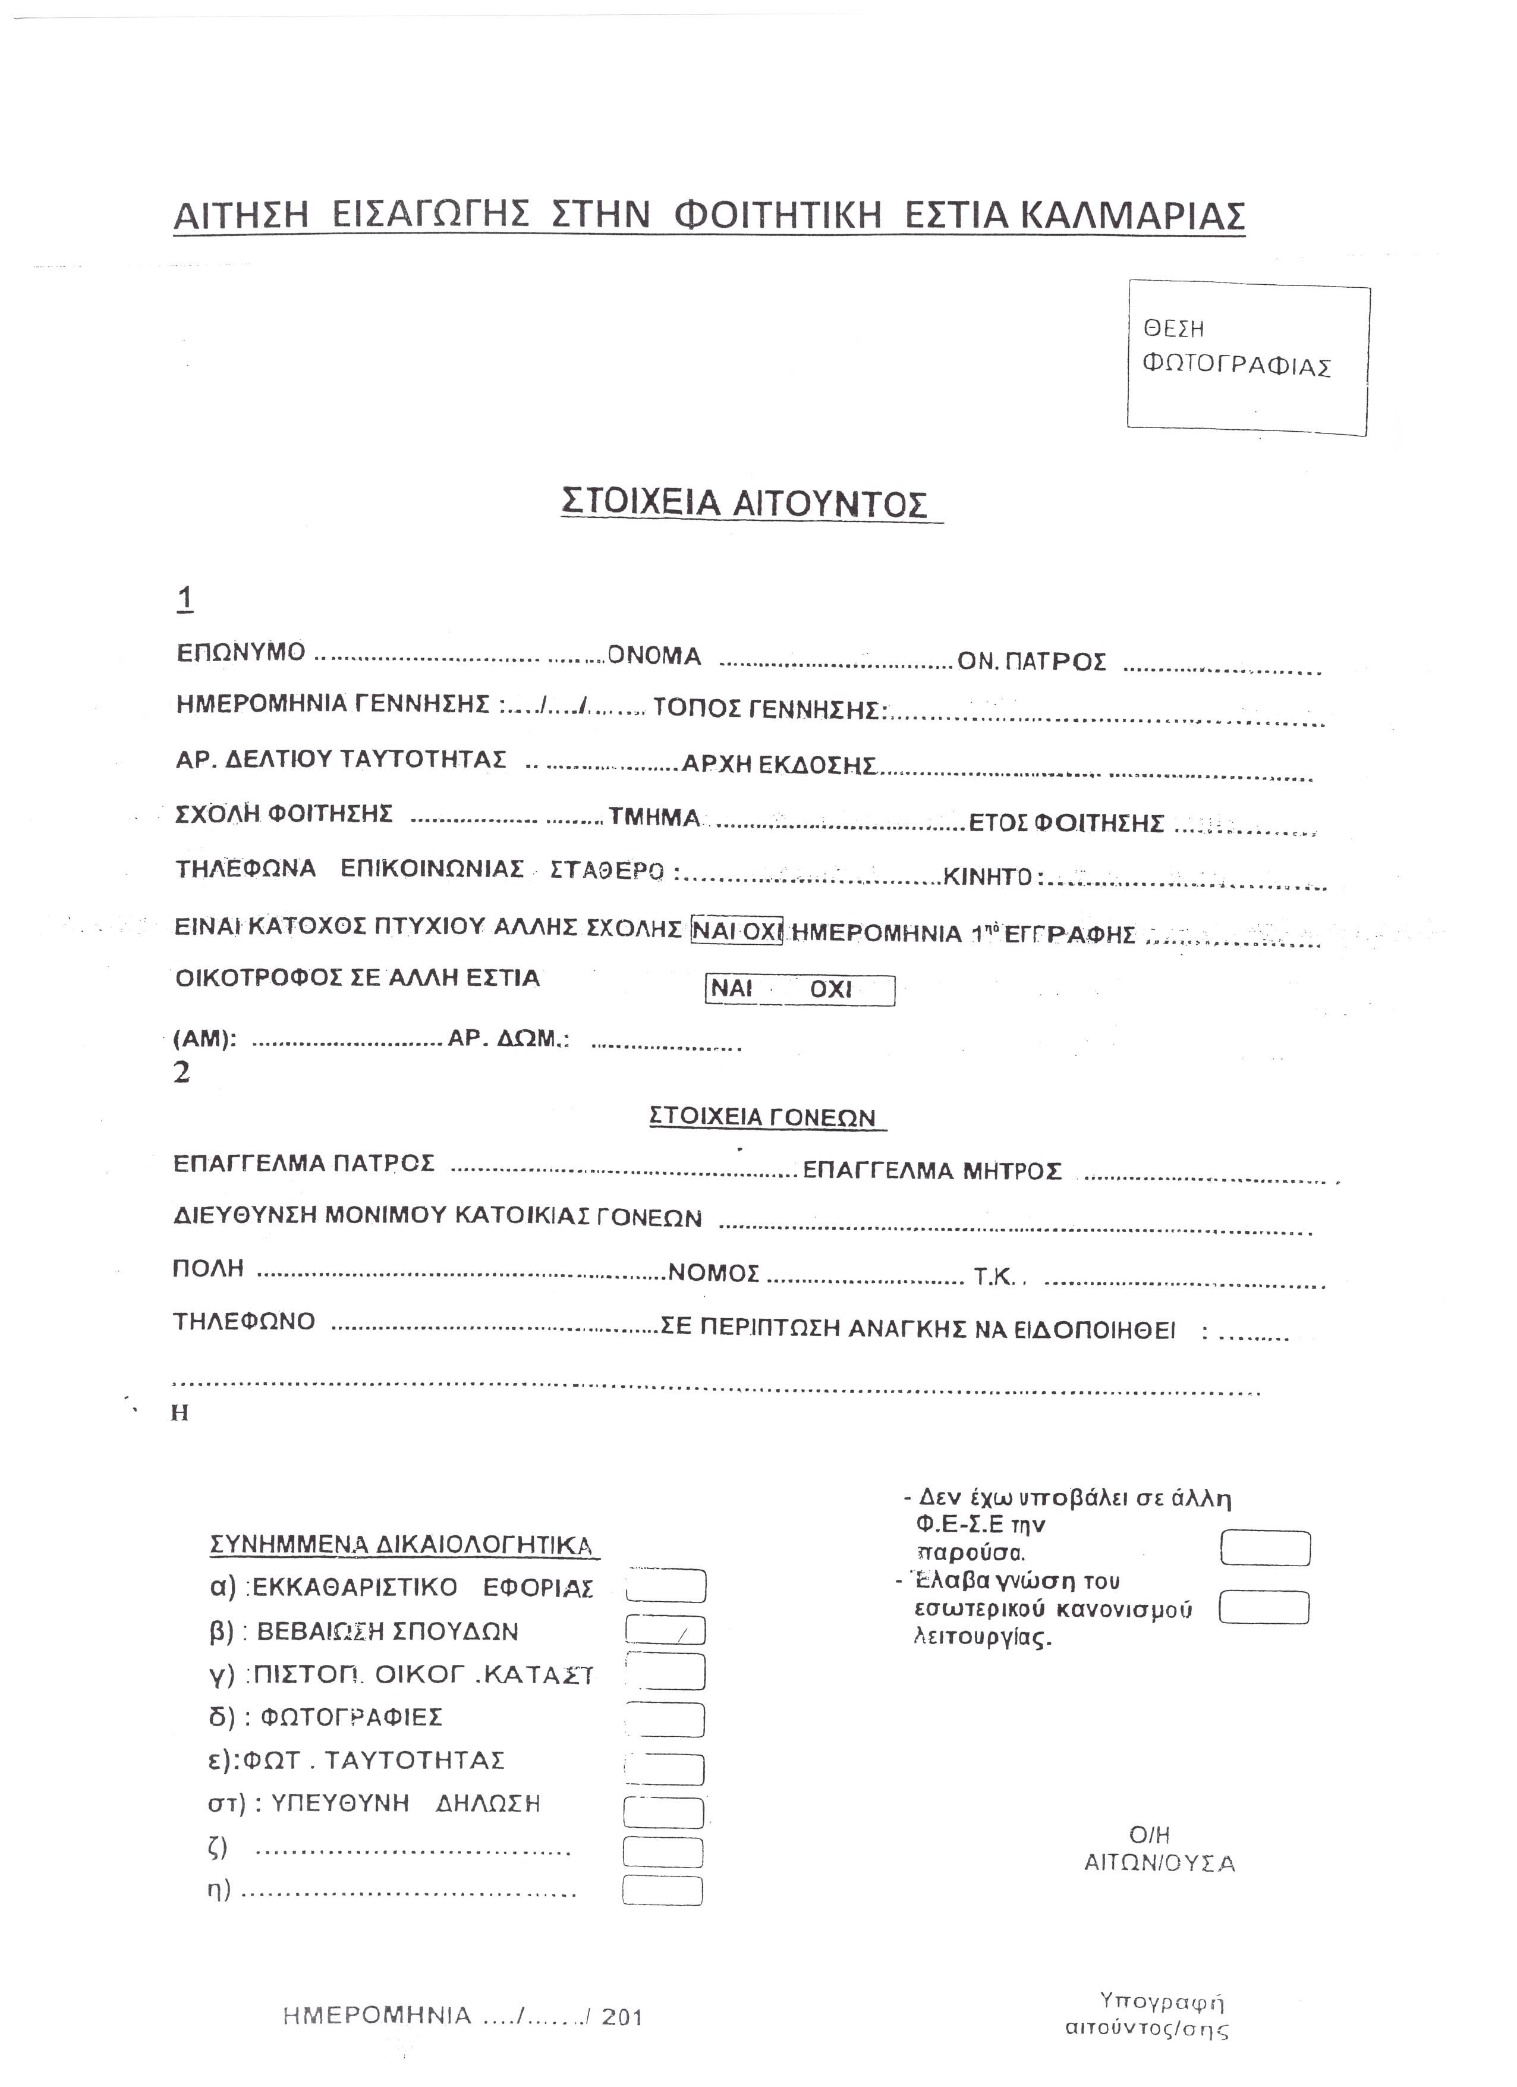 ΑΙΤΗΣΗ ΕΙΣΑΓΩΓΗΣ ΣΤΗΝ ΦΟΙΤΗΤΙΚΗ ΕΣΤΙΑ ΚΑΛΜΑΡΙΑΣ
ΘΕΣΗ
ΦΩΤΟΓΡΑΦΙΑΣ
ΣΤΟΙΧΕΙΑ ΑΙΤΟΥΝΤΟΣ
1
ΕΠΩΝΥΜΟ .................................ΟΝΟΜΑ ..............................ΟΝ. ΠΑΤΡΟΣ ..........................
ΗΜΕΡΟΜΗΝΙΑ ΓΕΝΝΗΣΗΣ :..../..../........ ΤΟΠΟΣ ΓΕΝΝΗΣΗΣ:..........................................................
ΑΡ. ΔΕΛΤΙΟΥ ΤΑΥΤΟΤΗΤΑΣ .. .................ΑΡΧΗ ΕΚΔΟΣΗΣ........................................................
ΣΧΟΛΗ ΦΟΙΤΗΣΗΣ ........................ΤΜΗΜΑ ................................ΕΤΟΣ ΦΟΙΤΗΣΗΣ ..................
ΤΗΛΕΦΩΝΑ ΕΠΙΚΟΙΝΩΝΙΑΣ ΣΤΑΘΕΡΟ :.................................ΚΙΝΗΤΟ:....................................
ΕΙΝΑΙ ΚΑΤΟΧΟΣ ΠΤΥΧΙΟΥ ΑΛΛΗΣ ΣΧΟΛΗΣ ΝΑΙ ΟΧΙ ΗΜΕΡΟΜΗΝΙΑ 1ης ΕΓΓΡΑΦΗΣ .......................
ΟΙΚΟΤΡΟΦΟΣ ΣΕ ΑΛΛΗ ΕΣΤΙΑ ΝΑΙ ΟΧΙ
(ΑΜ): .........................ΑΡ. ΔΩΜ.: ....................
2
ΣΤΟΙΧΕΙΑ ΓΟΝΕΩΝ
ΕΠΑΓΓΕΛΜΑ ΠΑΤΡΟΣ .............................................ΕΠΑΓΓΕΛΜΑ ΜΗΤΡΟΣ .................................
ΔΙΕΥΘΥΝΣΗ ΜΟΝΙΜΟΥ ΚΑΤΟΙΚΙΑΣ ΓΟΝΕΩΝ ..............................................................................
ΠΟΛΗ .....................................................ΝΟΜΟΣ.......................... Τ.Κ.. .....................................
ΤΗΛΕΦΩΝΟ ...........................................ΣΕ ΠΕΡΙΠΤΩΣΗ ΑΝΑΓΚΗΣ ΝΑ ΕΙΔΟΠΟΙΗΘΕΙ : .........
................................................................................................................................
Η
- Δεν έχω υποβάλει σε άλλη
Φ.Ε-Σ.Ε την
παρούσα.
- Έλαβα γνώση του
εσωτερικού κανονισμού
λειτουργίας.
ΣΥΝΗΜΜΕΝΑ ΔΙΚΑΙΟΛΟΓΗΤΙΚΑ
α) :ΕΚΚΑΘΑΡΙΣΤΙΚΟ ΕΦΟΡΙΑΣ
β) : ΒΕΒΑΙΩΣΗ ΣΠΟΥΔΩΝ
γ) :ΠΙΣΤΟΠ. ΟΙΚΟΓ .ΚΑΤΑΣΤ
δ) : ΦΩΤΟΓΡΑΦΙΕΣ
ε):ΦΩΤ . ΤΑΥΤΟΤΗΤΑΣ
στ) : ΥΠΕΥΘΥΝΗ ΔΗΛΩΣΗ
ζ) ..................................
η) ....................................
Ο/Η
ΑΙΤΩΝ/ΟΥΣΑ
ΗΜΕΡΟΜΗΝΙΑ ..../......./ 201
Υπογραφή
αιτούντος/σης